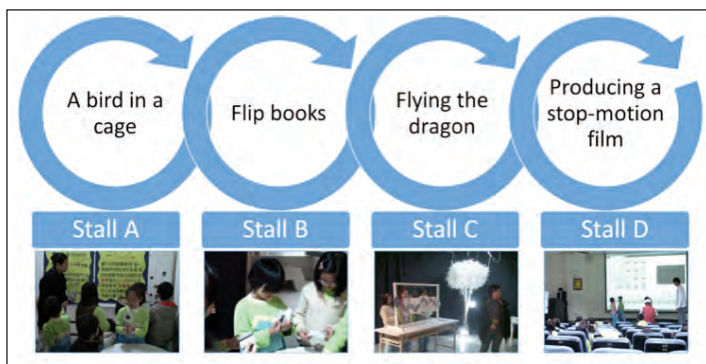 A bird in a
cage
Flip books
Flying the
dragon
Producing a
stop-motion
film
Stall A
Stall B
Stall C
Stall D